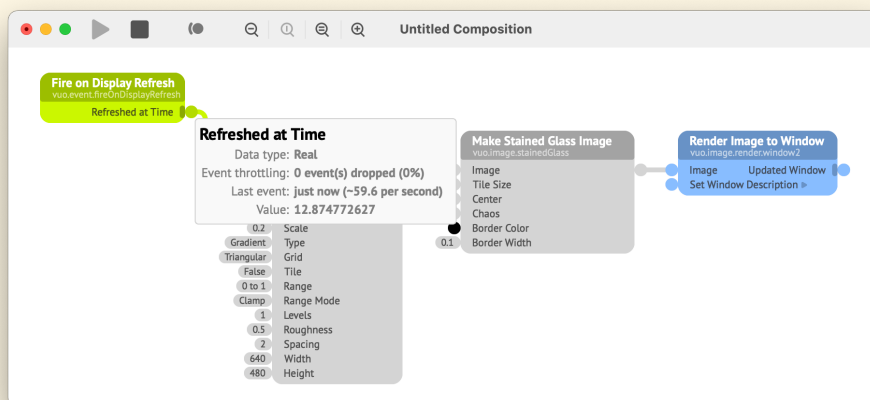 Untitled Composition
Fire on Display Refresh
vuo.event.fireOnDisplayRefresh
Refreshed at Time
Refreshed at Time
Data type: Real
Event throttling: 0 event(s) dropped (0%)
Last event: just now (~59.6 per second)
Value: 12.874772627
0.2 Scale
Gradient Type
Triangular Grid
False Tile
0 to 1 Range
Clamp Range Mode
1 Levels
0.5 Roughness
2 Spacing
640 Width
480 Height
Make Stained Glass Image
vuo.image.stainedGlass
Image
Tile Size
Center
Chaos
Border Color
0.1 Border Width
Render Image to Window
vuo.image.render.window2
Image Updated Window
Set Window Description